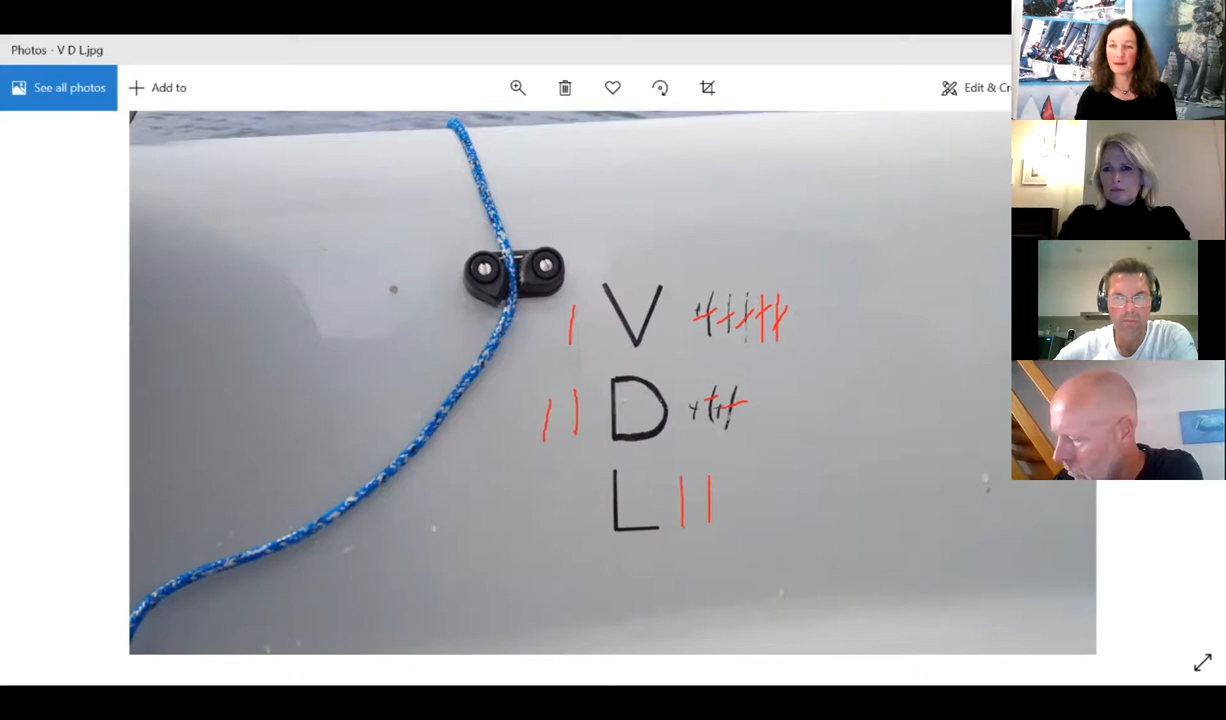 Photos - V D L.jpg
See all photos
Add to
Edit & Cr
V
D
L